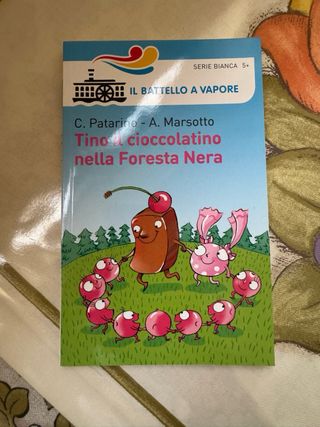 SERIE BIANCA 5+
IL BATTELLO A VAPORE
C. Patarino - A. Marsotto
Tino il cioccolatino
nella Foresta Nera